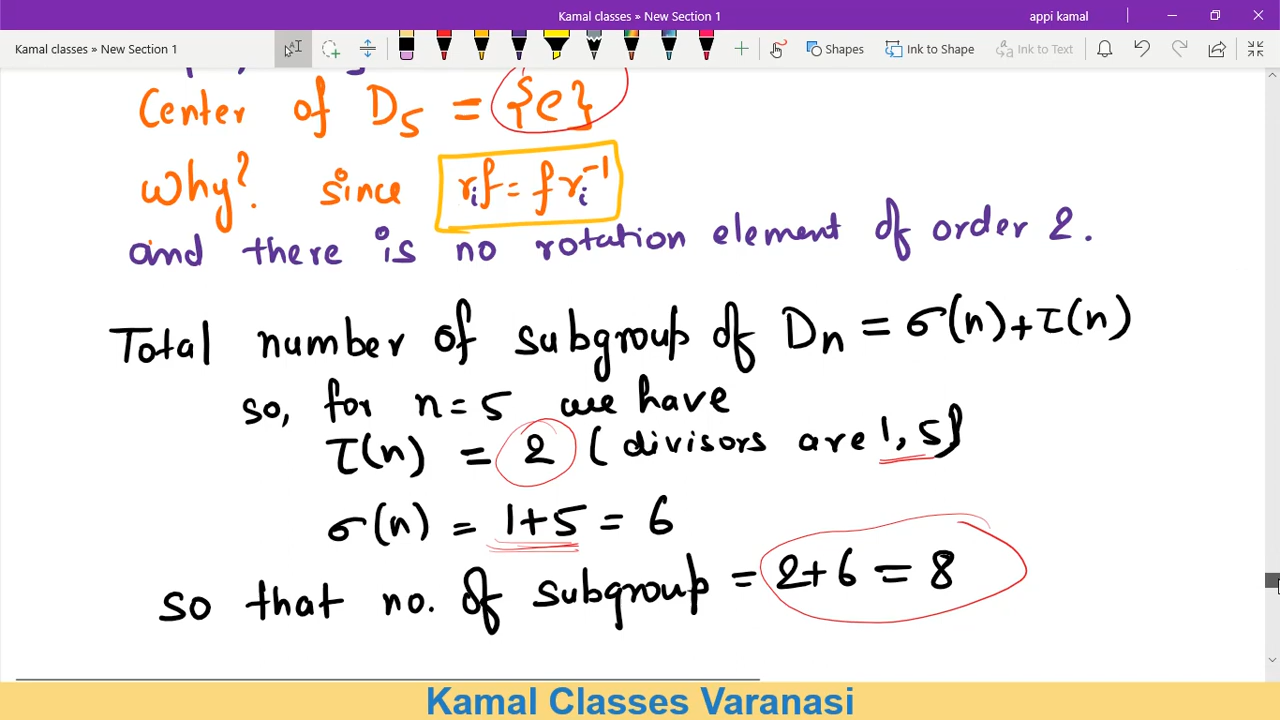 Kamal classes » New Section 1
appi kamal
Kamal classes » New Section 1
Shapes
Ink to Shape
Ink to Text
Center of D₅ = {e}
Why? since rᵢf = f rᵢ⁻¹
and there is no rotation element of order 2.
Total number of subgroup of Dₙ = σ(n)+τ(n)
so, for n=5 we have
τ(n) = 2 (divisors are 1, 5}
σ(n) = 1+5 = 6
so that no. of subgroup = 2+6 = 8
Kamal Classes Varanasi